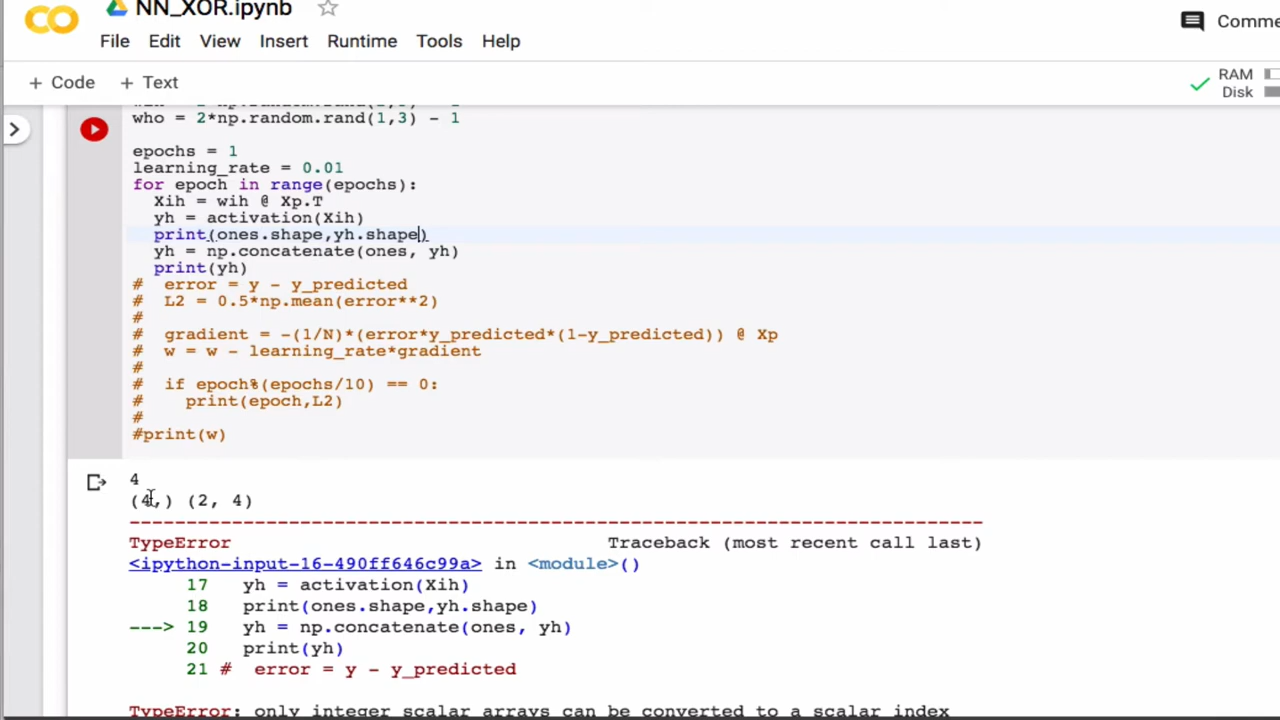 NN_XOR.ipynb
Comme
File Edit View Insert Runtime Tools Help
+ Code + Text
RAM
Disk
who = 2*np.random.rand(1,3) - 1
epochs = 1
learning_rate = 0.01
for epoch in range(epochs):
Xih = wih @ Xp.T
yh = activation(Xih)
print(ones.shape,yh.shape)
yh = np.concatenate(ones, yh)
print(yh)
# error = y - y_predicted
# L2 = 0.5*np.mean(error**2)
#
# gradient = -(1/N)*(error*y_predicted*(1-y_predicted)) @ Xp
# w = w - learning_rate*gradient
#
# if epoch%(epochs/10) == 0:
# print(epoch,L2)
#
#print(w)
4
(4,) (2, 4)
---------------------------------------------------------------------------
TypeError Traceback (most recent call last)
<ipython-input-16-490ff646c99a> in <module>()
17 yh = activation(Xih)
18 print(ones.shape,yh.shape)
---> 19 yh = np.concatenate(ones, yh)
20 print(yh)
21 # error = y - y_predicted
TypeError: only integer scalar arrays can be converted to a scalar index